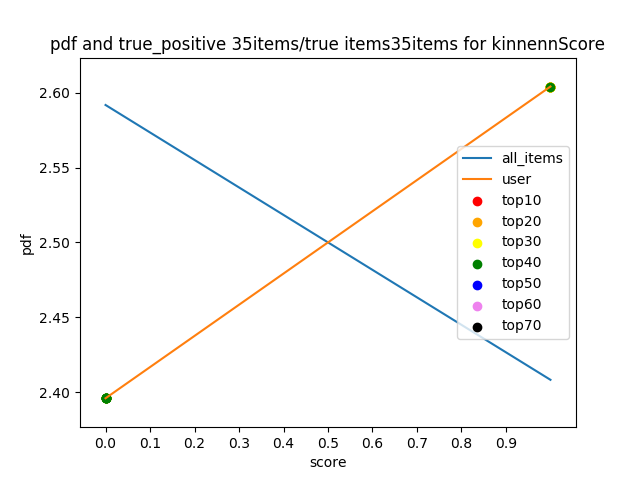 pdf and true_positive 35items/true items35items for kinnennScore
pdf
2.60
2.55
2.50
2.45
2.40
all_items
user
top10
top20
top30
top40
top50
top60
top70
0.0 0.1 0.2 0.3 0.4 0.5 0.6 0.7 0.8 0.9
score